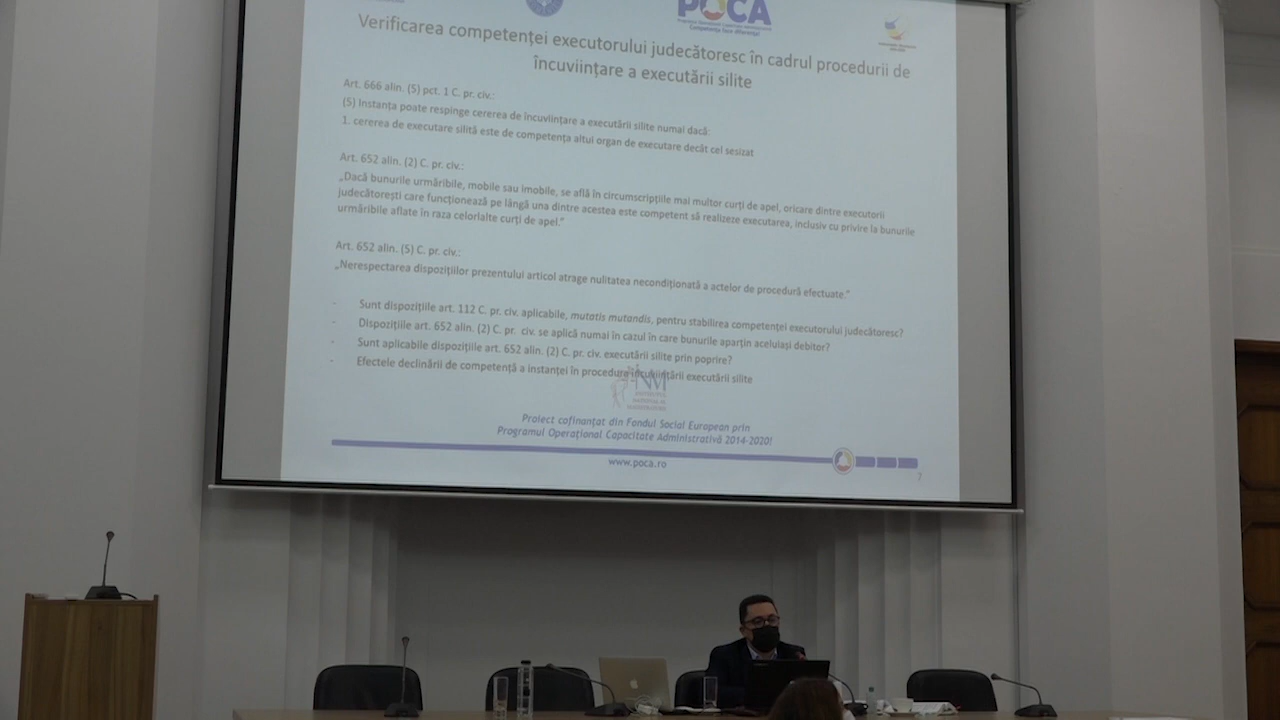 POCA
Competența face diferența!
Verificarea competenței executorului judecătoresc în cadrul procedurii de
încuviințare a executării silite
Art. 666 alin. (5) pct. 1 C. pr. civ.:
(5) Instanța poate respinge cererea de încuviințare a executării silite numai dacă:
1. cererea de executare silită este de competența altui organ de executare decât cel sesizat
Art. 652 alin. (2) C. pr. civ.:
„Dacă bunurile urmăribile, mobile sau imobile, se află în circumscripțiile mai multor curți de apel, oricare dintre executorii
judecătorești care funcționează pe lângă una dintre acestea este competent să realizeze executarea, inclusiv cu privire la bunurile
urmăribile aflate în raza celorlalte curți de apel.”
Art. 652 alin. (5) C. pr. civ.:
„Nerespectarea dispozițiilor prezentului articol atrage nulitatea necondiționată a actelor de procedură efectuate.”
- Sunt dispozițiile art. 112 C. pr. civ. aplicabile, mutatis mutandis, pentru stabilirea competenței executorului judecătoresc?
- Dispozițiile art. 652 alin. (2) C. pr. civ. se aplică numai în cazul în care bunurile aparțin aceluiași debitor?
- Sunt aplicabile dispozițiile art. 652 alin. (2) C. pr. civ. executării silite prin poprire?
- Efectele declinării de competență a instanței în procedura încuviințării executării silite
INM
Proiect cofinanțat din Fondul Social European prin
Programul Operațional Capacitate Administrativă 2014-2020!
www.poca.ro
7